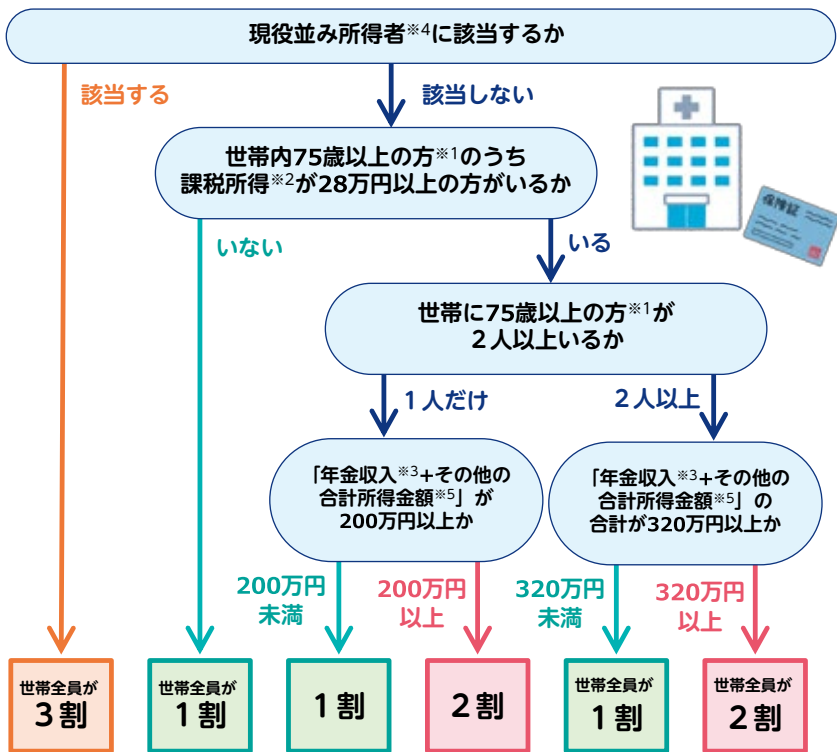 現役並み所得者※4に該当するか
該当する
該当しない
世帯内75歳以上の方※1のうち
課税所得※2が28万円以上の方がいるか
保険証
いない
いる
世帯に75歳以上の方※1が
２人以上いるか
１人だけ
２人以上
「年金収入※3+その他の
合計所得金額※5」が
200万円以上か
「年金収入※3+その他の
合計所得金額※5」の
合計が320万円以上か
200万円
未満
200万円
以上
320万円
未満
320万円
以上
世帯全員が
３割
世帯全員が
１割
１割
２割
世帯全員が
１割
世帯全員が
２割